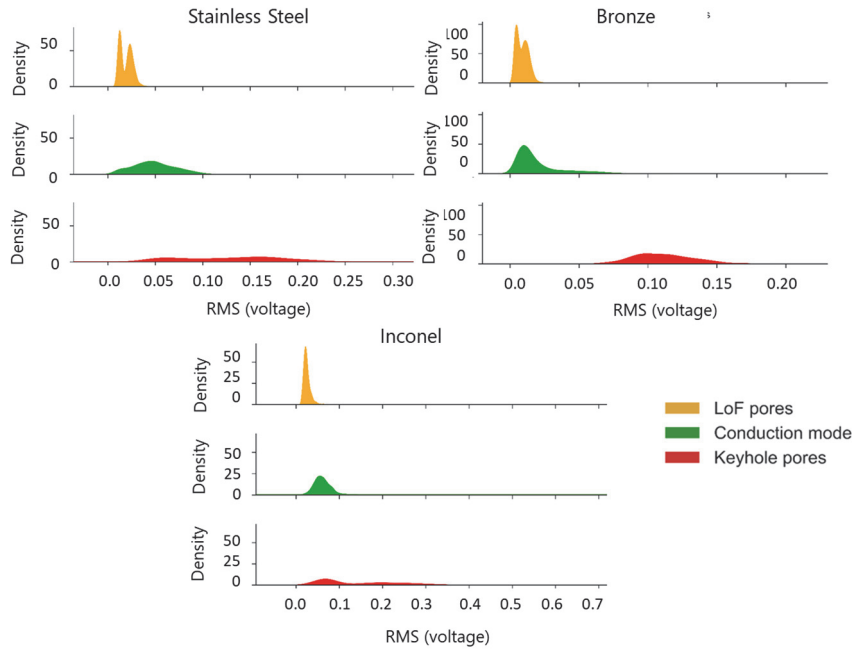 Stainless Steel
Density
50
0
Density
50
0
Density
50
0
0.0 0.05 0.10 0.15 0.20 0.25 0.30
RMS (voltage)
Bronze s
Density
100
50
0
Density
100
50
0
Density
100
50
0
0.0 0.05 0.10 0.15 0.20
RMS (voltage)
Inconel
Density
50
25
0
Density
50
25
0
Density
50
25
0
0.0 0.1 0.2 0.3 0.4 0.5 0.6 0.7
RMS (voltage)
LoF pores
Conduction mode
Keyhole pores